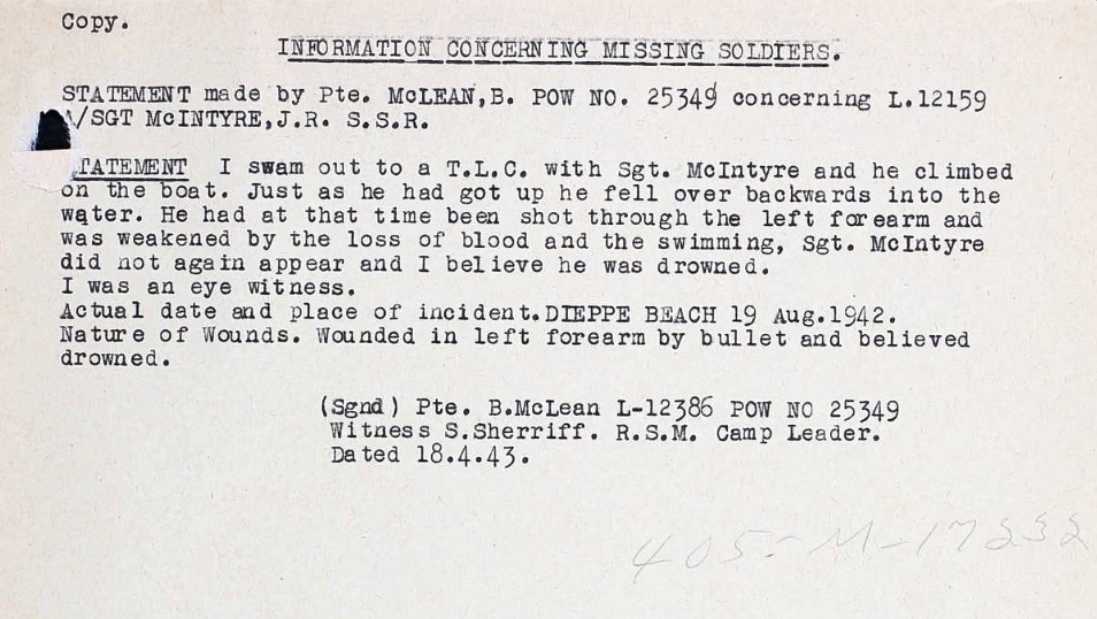 Copy.
INFORMATION CONCERNING MISSING SOLDIERS.
STATEMENT made by Pte. McLEAN,B. POW NO. 25349 concerning L.12159
A/SGT McINTYRE,J.R. S.S.R.
STATEMENT I swam out to a T.L.C. with Sgt. McIntyre and he climbed
on the boat. Just as he had got up he fell over backwards into the
water. He had at that time been shot through the left forearm and
was weakened by the loss of blood and the swimming, Sgt. McIntyre
did not again appear and I believe he was drowned.
I was an eye witness.
Actual date and place of incident.DIEPPE BEACH 19 Aug.1942.
Nature of Wounds. Wounded in left forearm by bullet and believed
drowned.
(Sgnd) Pte. B.McLean L-12386 POW NO 25349
Witness S.Sherriff. R.S.M. Camp Leader.
Dated 18.4.43.
405-M-17232